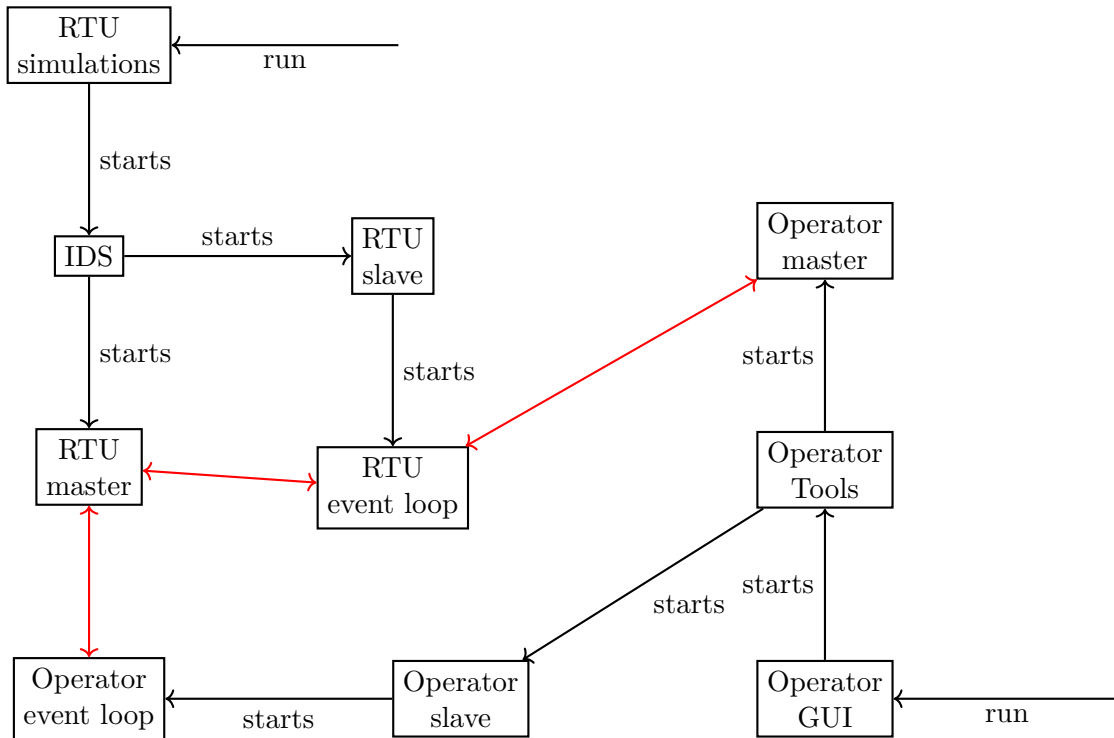 RTU
simulations
run
starts
IDS
starts
RTU
slave
Operator
master
starts
starts
starts
RTU
master
RTU
event loop
Operator
Tools
starts
starts
Operator
event loop
starts
Operator
slave
Operator
GUI
run